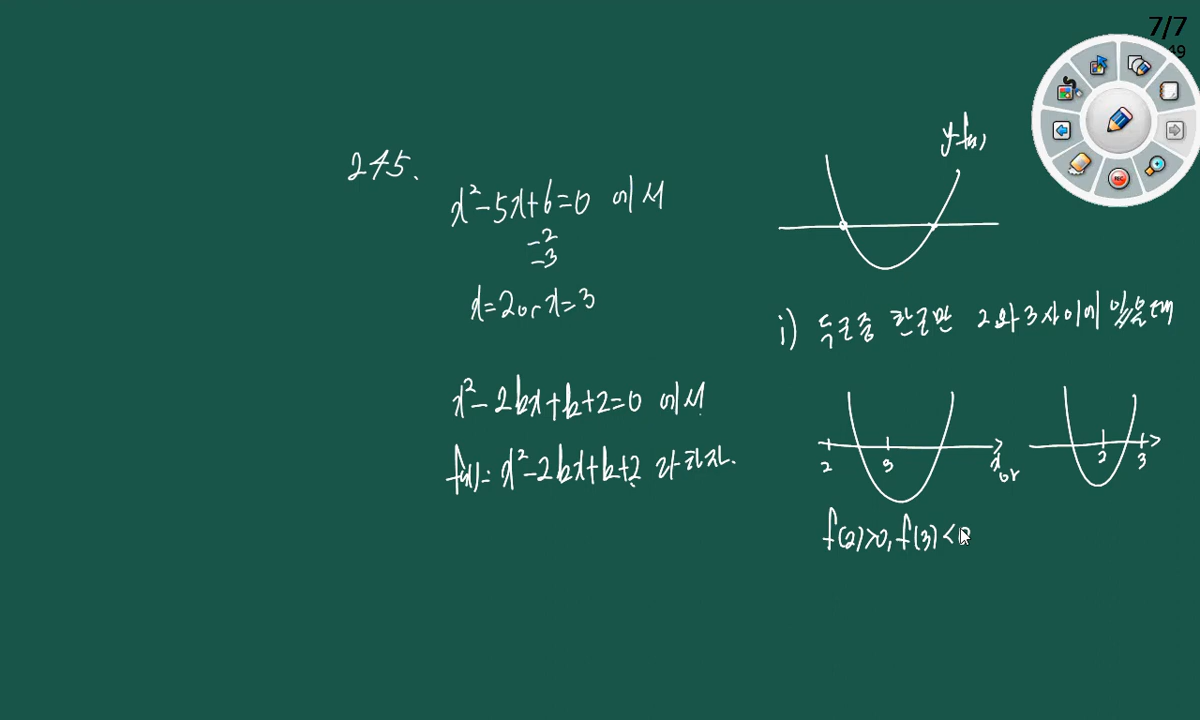 7/7
245.
x²-5x+6=0 에서
-2
-3
x=2 or x=3
x²-2kx+k+2=0 에서
f(x)=x²-2kx+k+2 라 하자.
y=f(x)
i) 두근중 한근만 2와 3사이에 있을때
2 3 x
or
2 3
f(2)>0, f(3)<0
REC